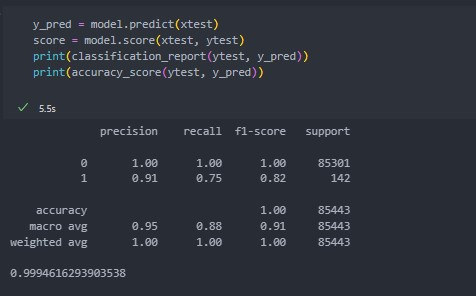 y_pred = model.predict(xtest)
score = model.score(xtest, ytest)
print(classification_report(ytest, y_pred))
print(accuracy_score(ytest, y_pred))
✓ 5.5s
precision recall f1-score support
0 1.00 1.00 1.00 85301
1 0.91 0.75 0.82 142
accuracy 1.00 85443
macro avg 0.95 0.88 0.91 85443
weighted avg 1.00 1.00 1.00 85443
0.9994616293903538